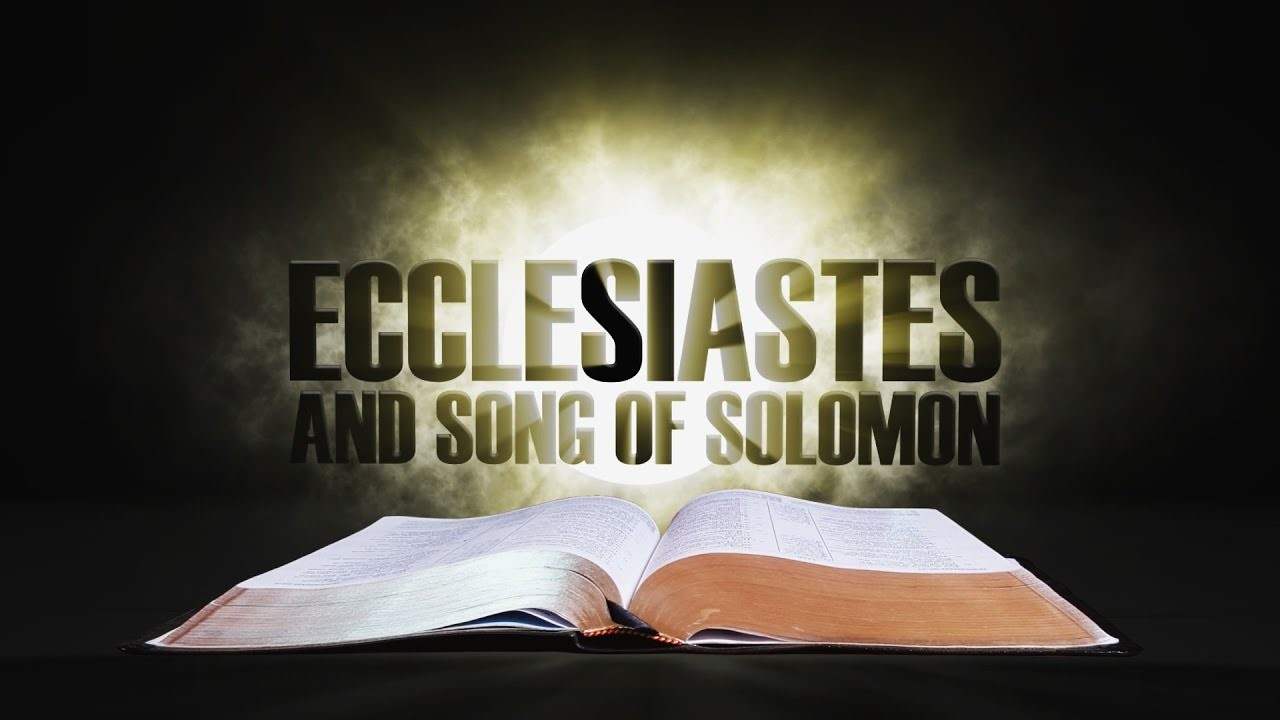 ECCLESIASTES
AND SONG OF SOLOMON